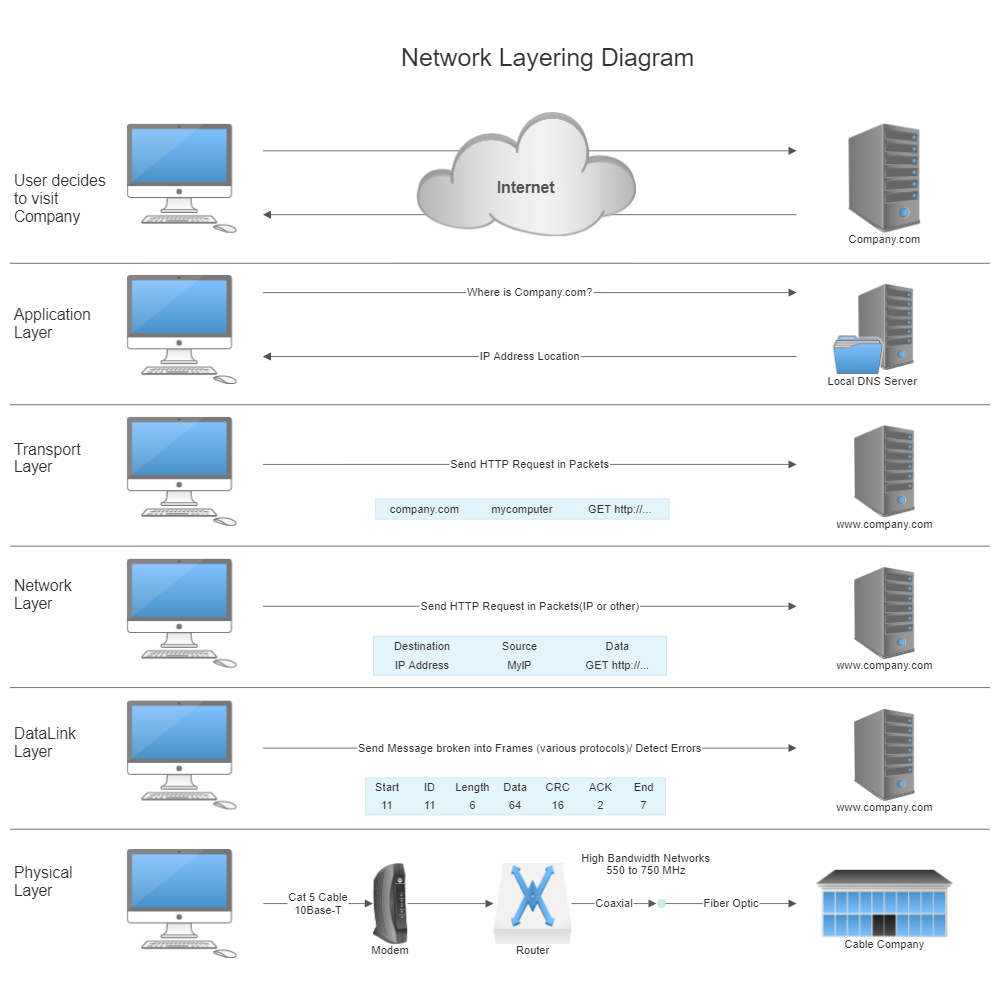 Network Layering Diagram
User decides
to visit
Company
Internet
Company.com
Application
Layer
Where is Company.com?
IP Address Location
Local DNS Server
Transport
Layer
Send HTTP Request in Packets
company.com mycomputer GET http://...
www.company.com
Network
Layer
Send HTTP Request in Packets(IP or other)
Destination Source Data
IP Address MyIP GET http://...
www.company.com
DataLink
Layer
Send Message broken into Frames (various protocols)/ Detect Errors
Start ID Length Data CRC ACK End
11 11 6 64 16 2 7
www.company.com
Physical
Layer
Cat 5 Cable
10Base-T
Modem
Router
High Bandwidth Networks
550 to 750 MHz
Coaxial
Fiber Optic
Cable Company